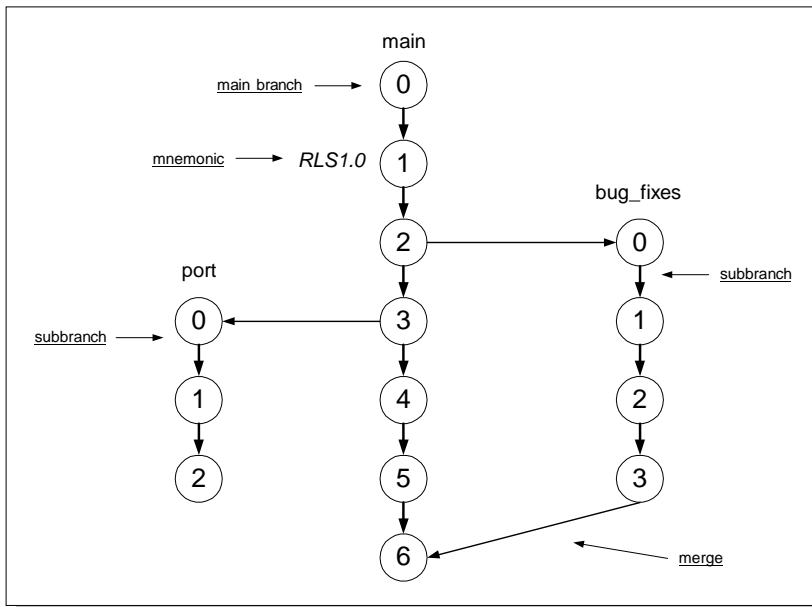 main
main branch
0
mnemonic
RLS1.0
1
bug_fixes
2
0
port
subbranch
0
3
1
subbranch
1
4
2
2
5
3
6
merge